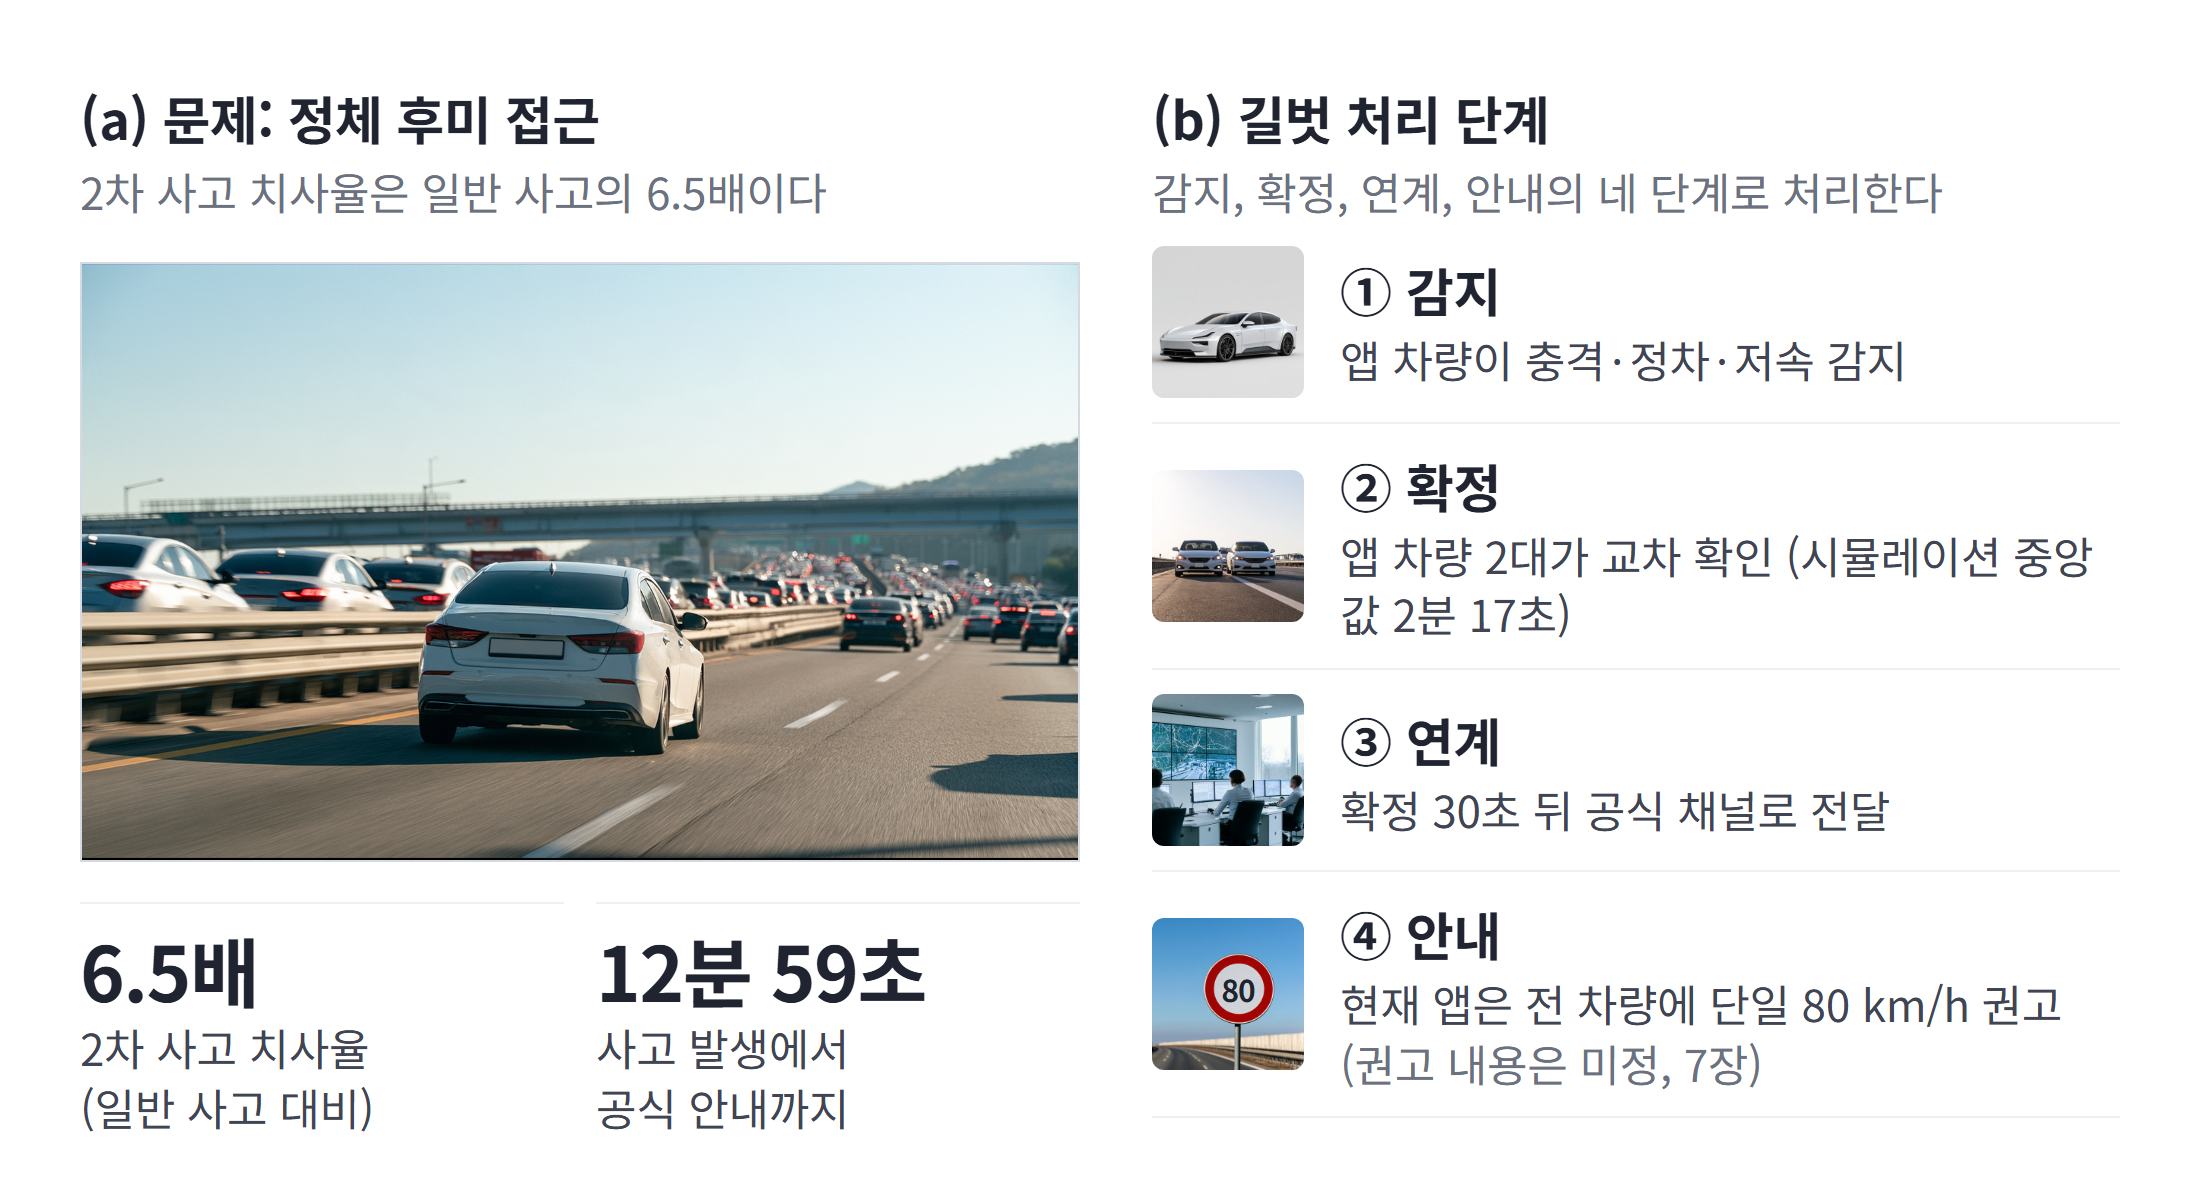 (a) 문제: 정체 후미 접근
2차 사고 치사율은 일반 사고의 6.5배이다
6.5배
2차 사고 치사율
(일반 사고 대비)
12분 59초
사고 발생에서
공식 안내까지
(b) 길벗 처리 단계
감지, 확정, 연계, 안내의 네 단계로 처리한다
① 감지
앱 차량이 충격·정차·저속 감지
② 확정
앱 차량 2대가 교차 확인 (시뮬레이션 중앙
값 2분 17초)
③ 연계
확정 30초 뒤 공식 채널로 전달
80
④ 안내
현재 앱은 전 차량에 단일 80 km/h 권고
(권고 내용은 미정, 7장)